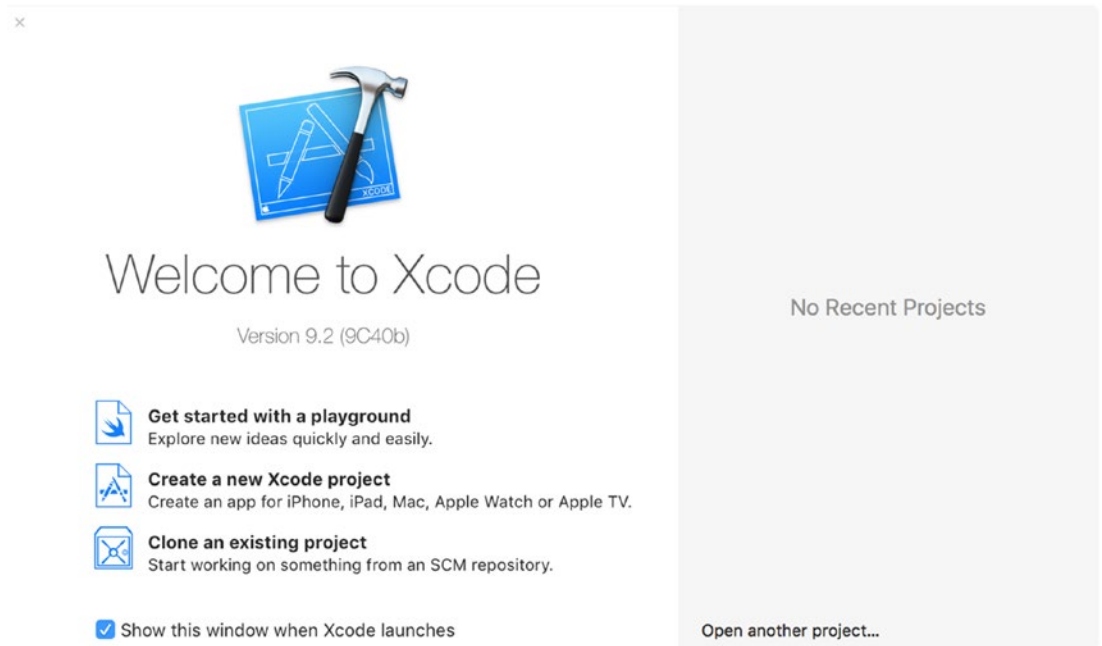 XCODE
Welcome to Xcode
Version 9.2 (9C40b)
Get started with a playground
Explore new ideas quickly and easily.
Create a new Xcode project
Create an app for iPhone, iPad, Mac, Apple Watch or Apple TV.
Clone an existing project
Start working on something from an SCM repository.
Show this window when Xcode launches
No Recent Projects
Open another project...